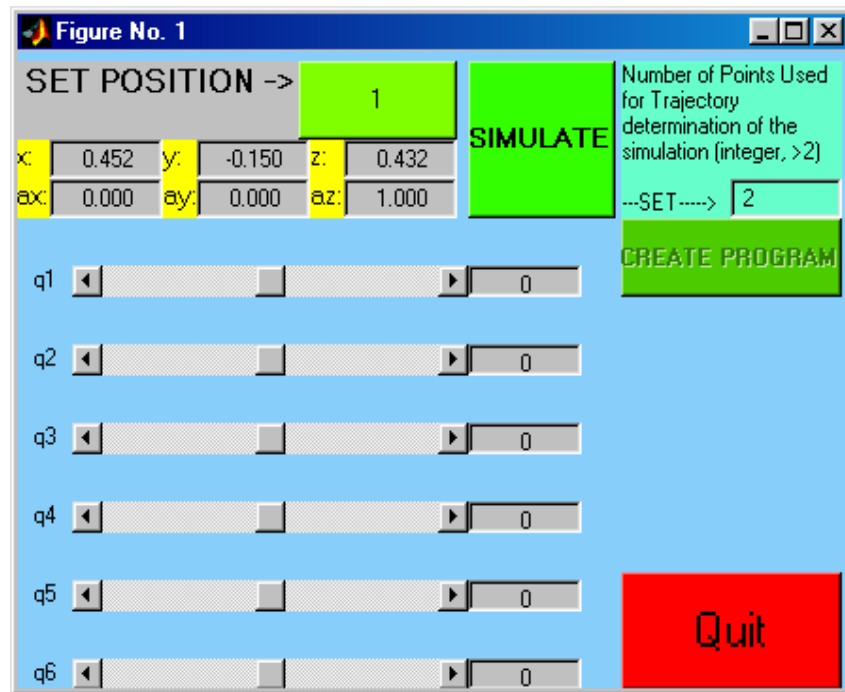 Figure No. 1
SET POSITION ->
1
SIMULATE
Number of Points Used
for Trajectory
determination of the
simulation (integer, >2)
---SET-----> 2
x: 0.452 y: -0.150 z: 0.432
ax: 0.000 ay: 0.000 az: 1.000
CREATE PROGRAM
q1 0
q2 0
q3 0
q4 0
q5 0
q6 0
Quit